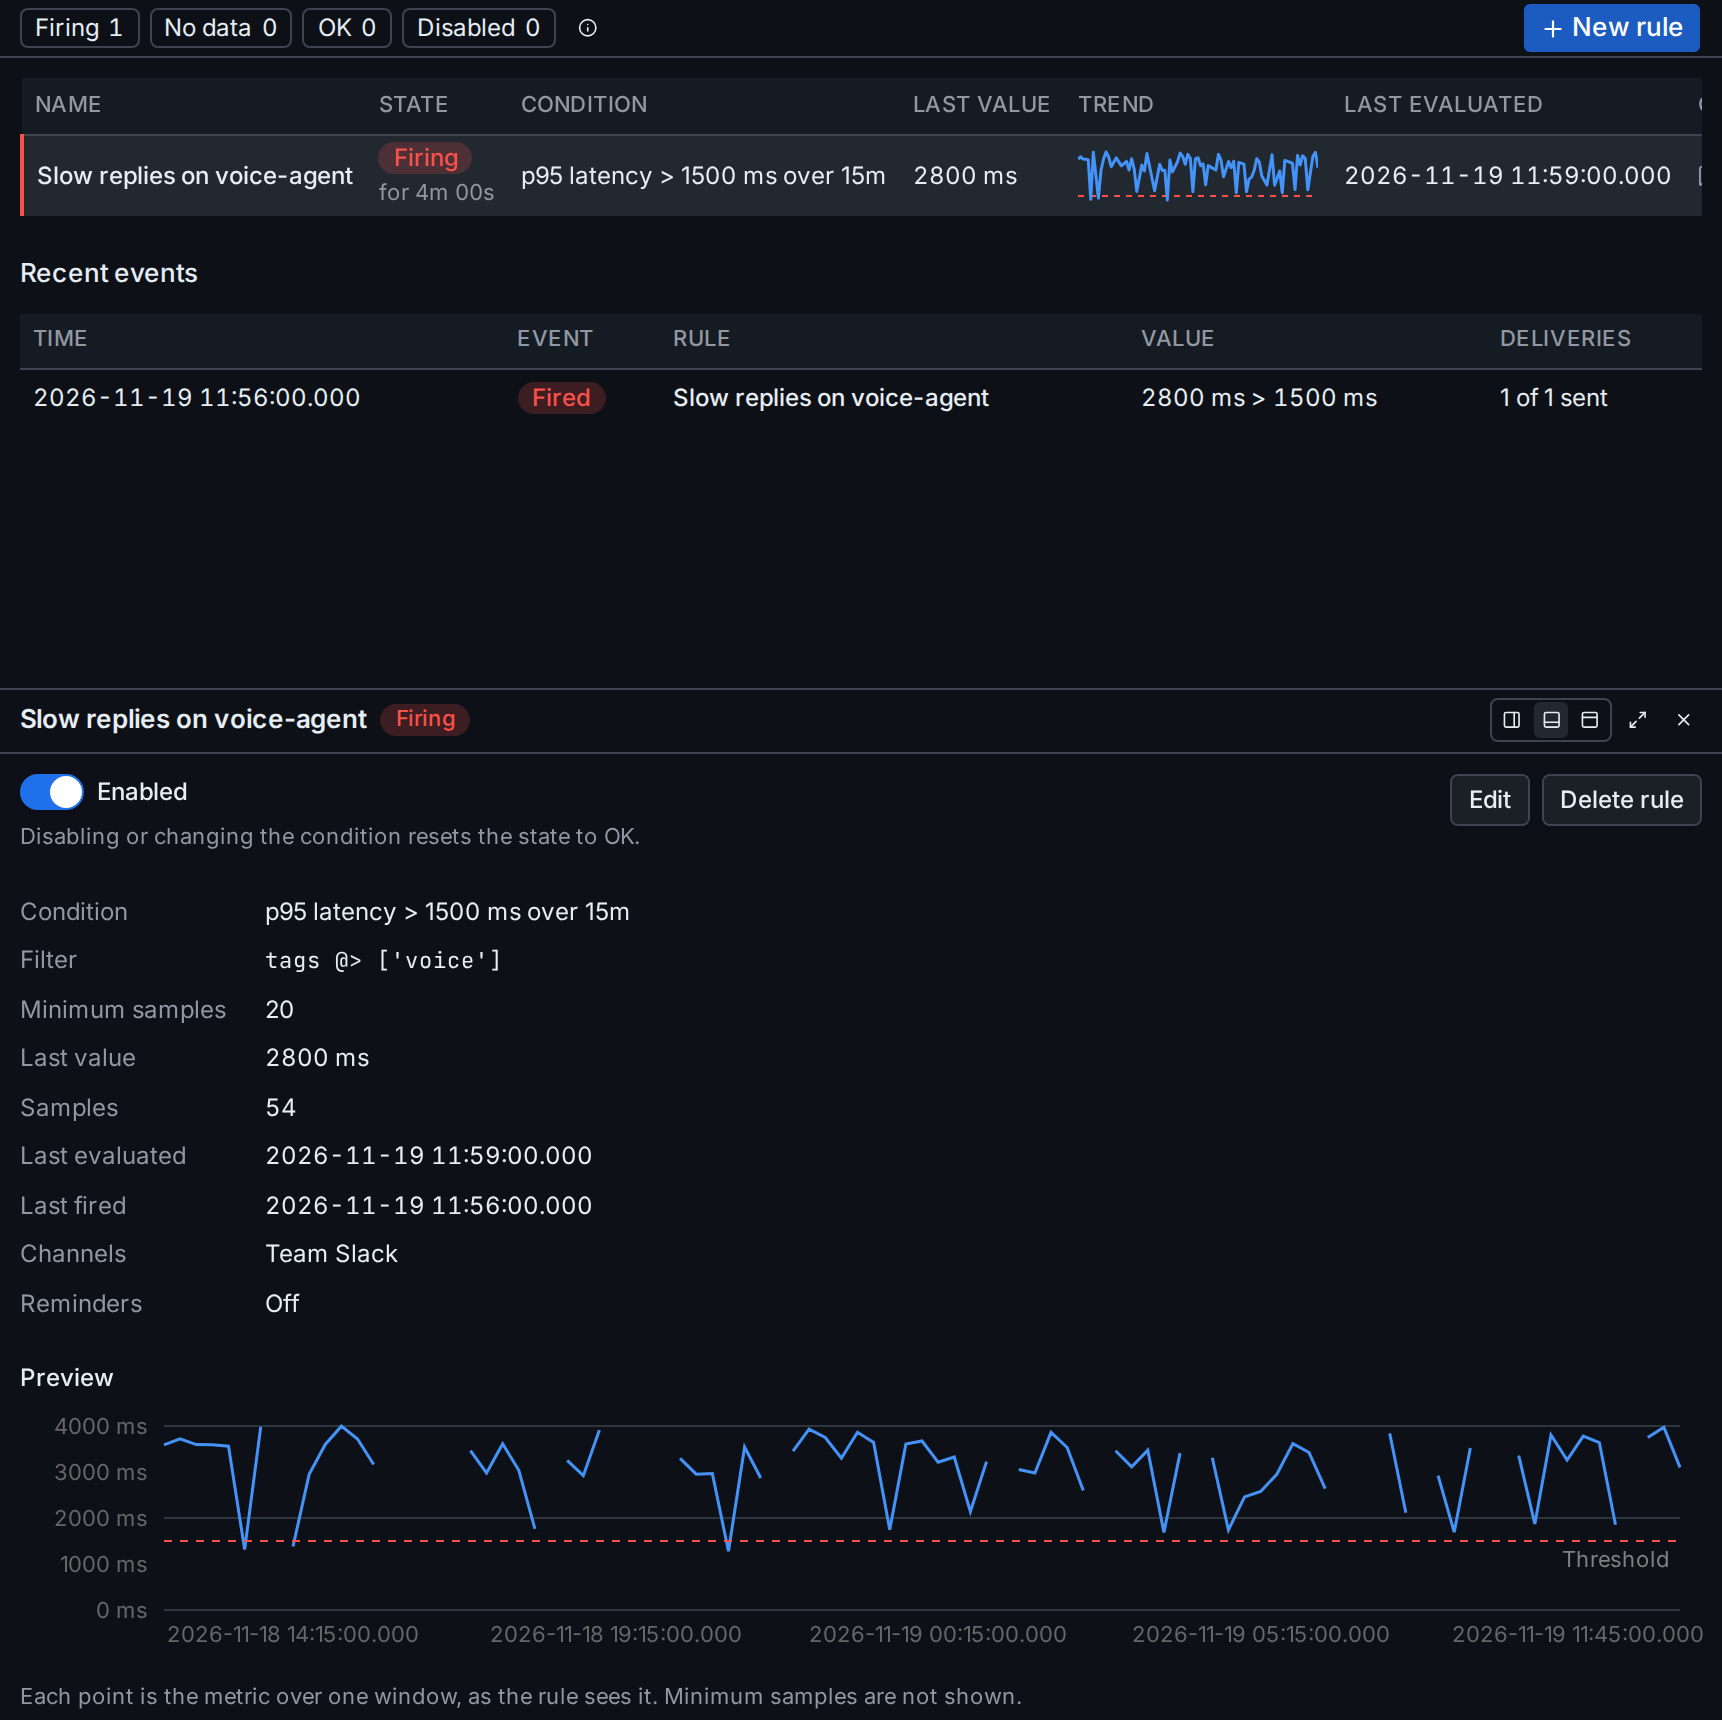 Firing 1 No data 0 OK 0 Disabled 0 + New rule
NAME STATE CONDITION LAST VALUE TREND LAST EVALUATED
Slow replies on voice-agent Firing p95 latency > 1500 ms over 15m 2800 ms 2026-11-19 11:59:00.000
for 4m 00s
Recent events
TIME EVENT RULE VALUE DELIVERIES
2026-11-19 11:56:00.000 Fired Slow replies on voice-agent 2800 ms > 1500 ms 1 of 1 sent
Slow replies on voice-agent Firing
Enabled Edit Delete rule
Disabling or changing the condition resets the state to OK.
Condition p95 latency > 1500 ms over 15m
Filter tags @> ['voice']
Minimum samples 20
Last value 2800 ms
Samples 54
Last evaluated 2026-11-19 11:59:00.000
Last fired 2026-11-19 11:56:00.000
Channels Team Slack
Reminders Off
Preview
4000 ms
3000 ms
2000 ms
1000 ms
Threshold
0 ms
2026-11-18 14:15:00.000 2026-11-18 19:15:00.000 2026-11-19 00:15:00.000 2026-11-19 05:15:00.000 2026-11-19 11:45:00.000
Each point is the metric over one window, as the rule sees it. Minimum samples are not shown.